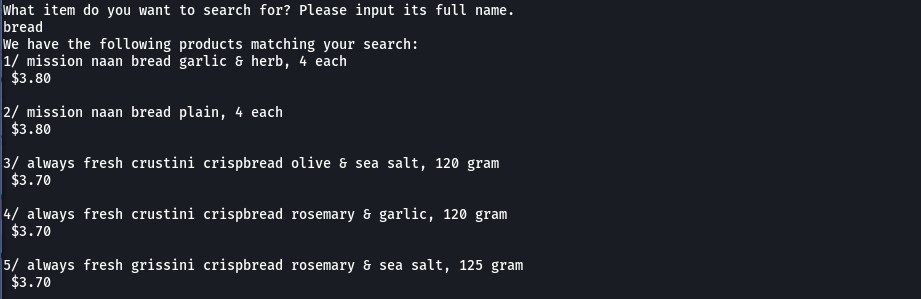 What item do you want to search for? Please input its full name.
bread
We have the following products matching your search:
1/ mission naan bread garlic & herb, 4 each
$3.80
2/ mission naan bread plain, 4 each
$3.80
3/ always fresh crustini crispbread olive & sea salt, 120 gram
$3.70
4/ always fresh crustini crispbread rosemary & garlic, 120 gram
$3.70
5/ always fresh grissini crispbread rosemary & sea salt, 125 gram
$3.70